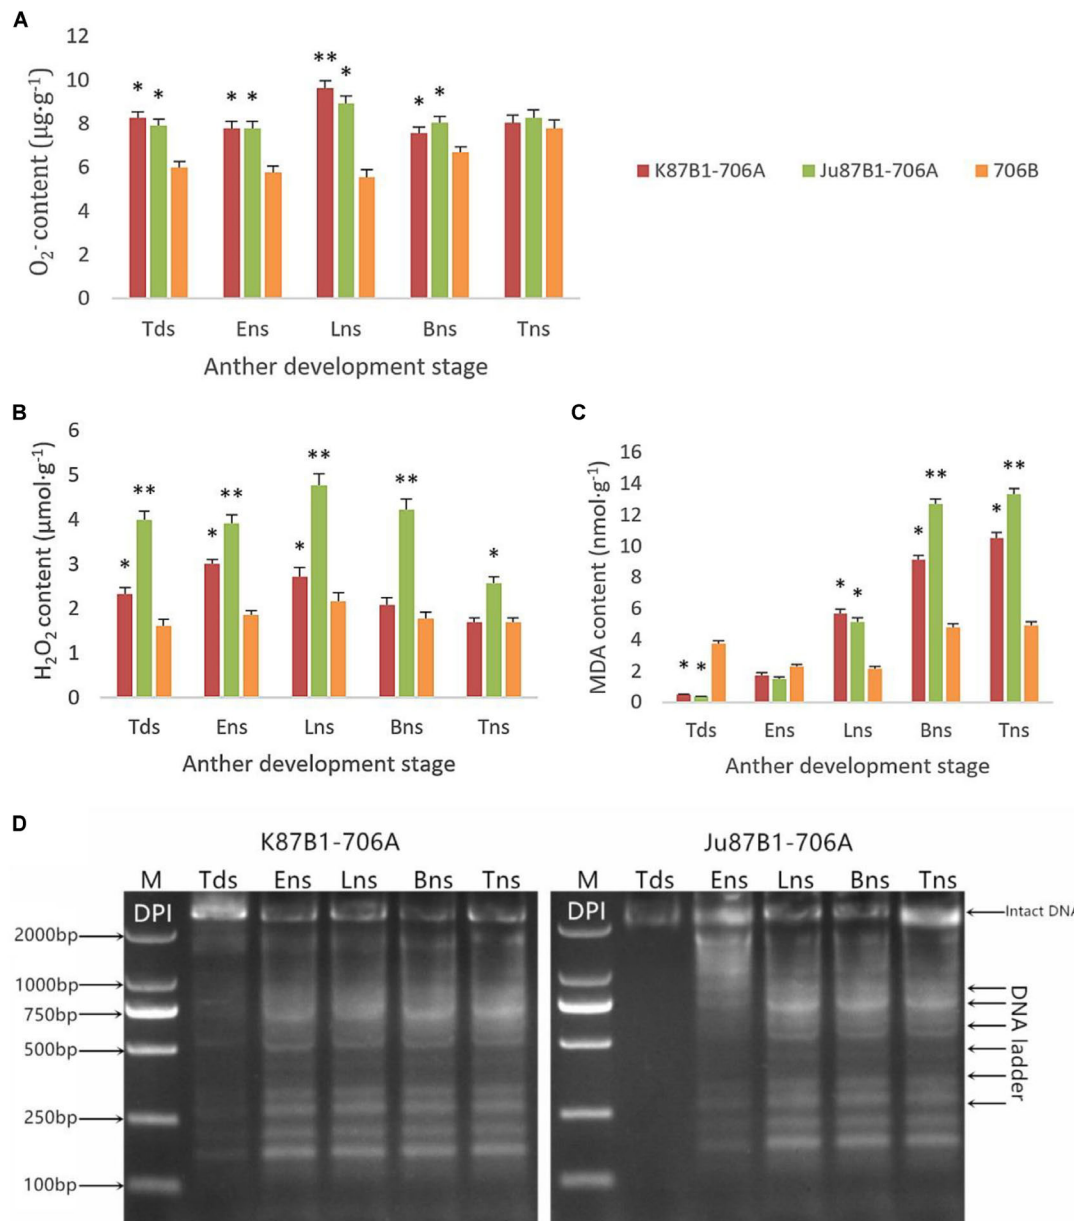 A
O₂⁻ content (μg·g⁻¹)
12
10
8
6
4
2
0
* * * * ** * * *
Tds Ens Lns Bns Tns
Anther development stage
K87B1-706A Ju87B1-706A 706B
B
H₂O₂ content (μmol·g⁻¹)
6
5
4
3
2
1
0
* ** * ** * ** ** *
Tds Ens Lns Bns Tns
Anther development stage
C
MDA content (nmol·g⁻¹)
16
14
12
10
8
6
4
2
0
* * * * * ** * **
Tds Ens Lns Bns Tns
Anther development stage
D
K87B1-706A Ju87B1-706A
M Tds Ens Lns Bns Tns M Tds Ens Lns Bns Tns
DPI DPI
Intact DNA
2000bp
1000bp
750bp
500bp
250bp
100bp
DNA ladder